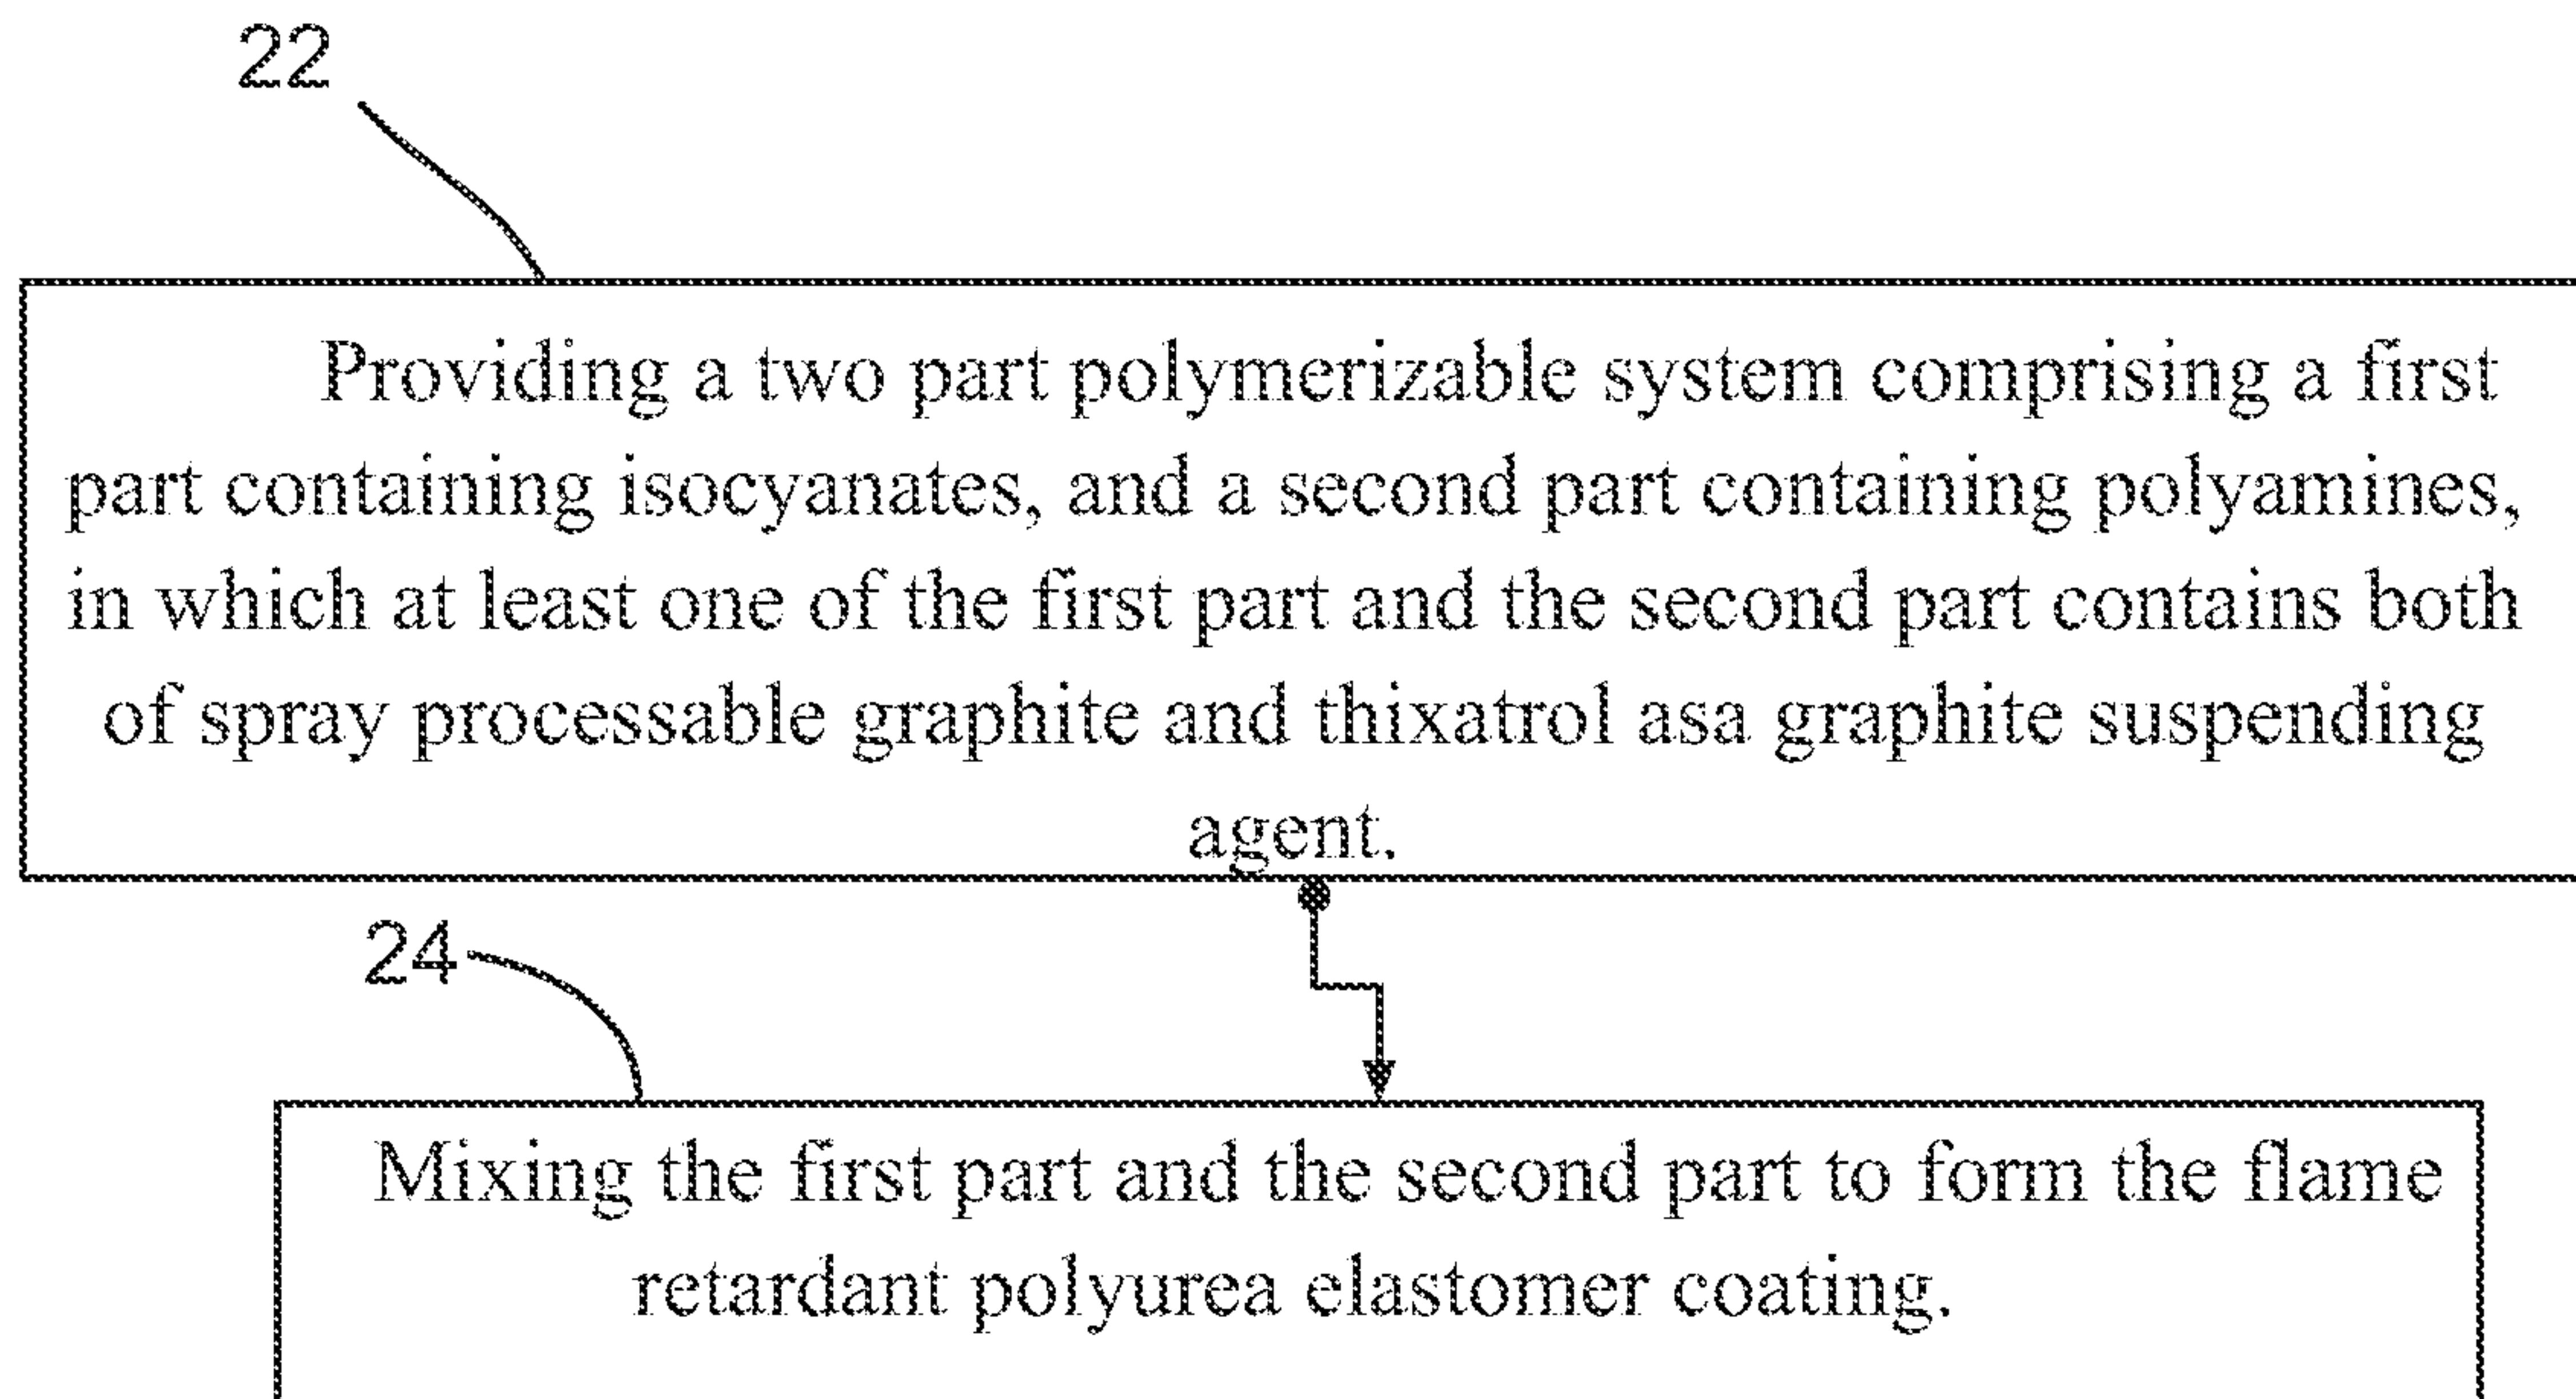 22
Providing a two part polymerizable system comprising a first
part containing isocyanates, and a second part containing polyamines,
in which at least one of the first part and the second part contains both
of spray processable graphite and thixatrol asa graphite suspending
agent.
24
Mixing the first part and the second part to form the flame
retardant polyurea elastomer coating.